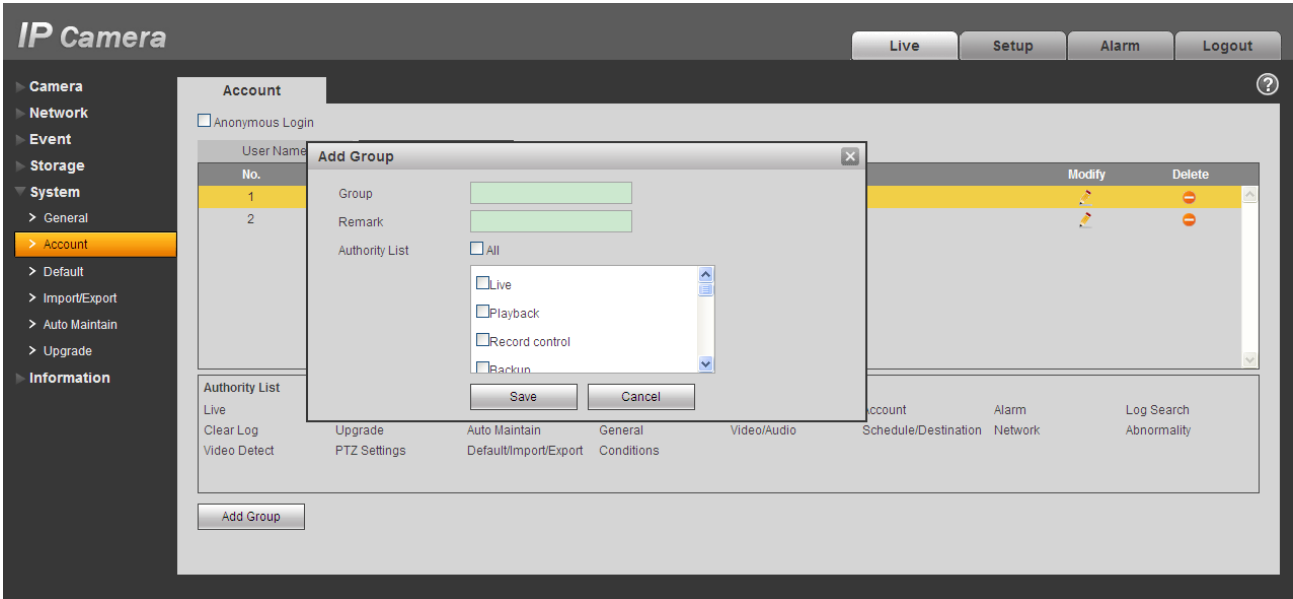 IP Camera
Live Setup Alarm Logout
Camera
Network
Event
Storage
System
> General
> Account
> Default
> Import/Export
> Auto Maintain
> Upgrade
Information
Account
?
Anonymous Login
User Name
No. Modify Delete
1
2
Add Group
Group
Remark
Authority List All
Live
Playback
Record control
Backup
Save Cancel
Authority List
Live Account Alarm Log Search
Clear Log Upgrade Auto Maintain General Video/Audio Schedule/Destination Network Abnormality
Video Detect PTZ Settings Default/Import/Export Conditions
Add Group